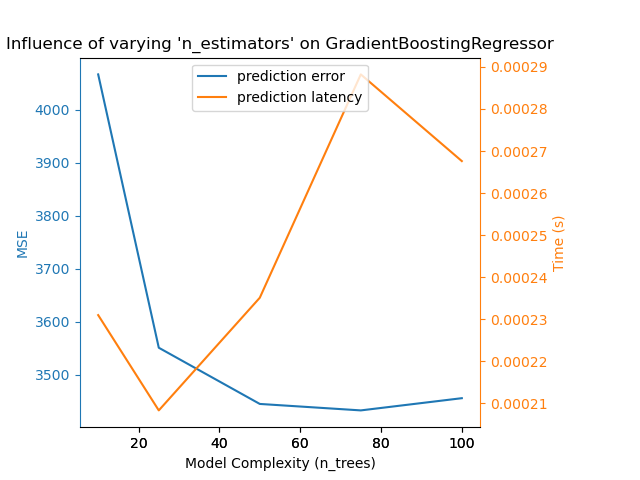 Influence of varying 'n_estimators' on GradientBoostingRegressor
prediction error
prediction latency
MSE
4000
3900
3800
3700
3600
3500
0.00029
0.00028
0.00027
0.00026
0.00025
0.00024
0.00023
0.00022
0.00021
Time (s)
20 40 60 80 100
Model Complexity (n_trees)